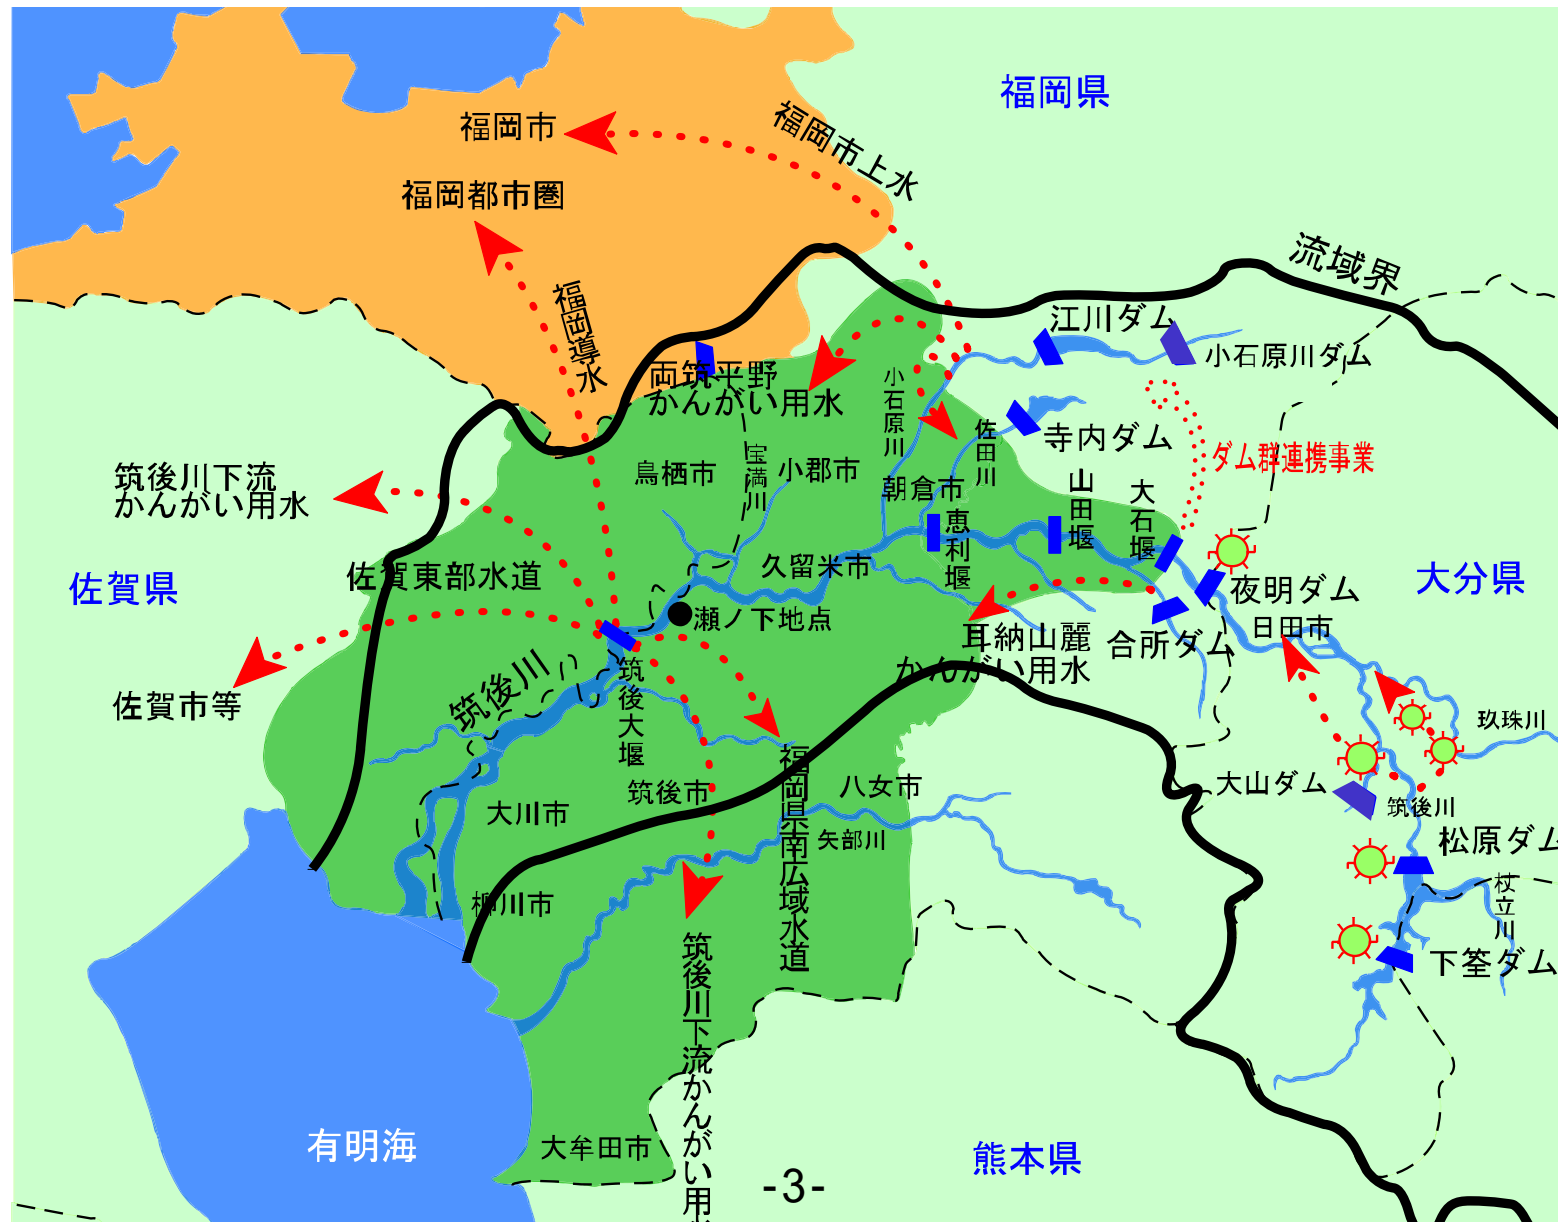 福岡県
福岡市
福岡市上水
福岡都市圏
流域界
福岡導水
江川ダム
小石原川ダム
両筑平野
かんがい用水
小石原川
佐田川
寺内ダム
ダム群連携事業
筑後川下流
かんがい用水
鳥栖市
宝満川
小郡市
朝倉市
山田堰
大石堰
恵利堰
佐賀県
佐賀東部水道
久留米市
夜明ダム
大分県
瀬ノ下地点
耳納山麗
かんがい用水
合所ダム
日田市
佐賀市等
筑後川
筑後大堰
玖珠川
福岡県南広域水道
大山ダム
筑後川
筑後市
八女市
大川市
矢部川
松原ダム
柳川市
杖立川
下筌ダム
筑後川下流かんがい用
有明海
大牟田市
熊本県
-3-